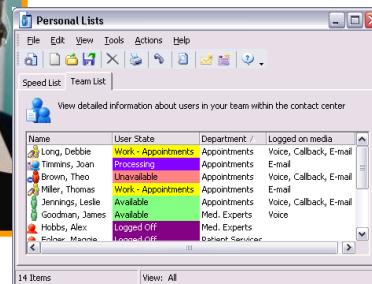 Personal Lists
File Edit View Tools Actions Help
Speed List Team List
View detailed information about users in your team within the contact center
Name User State Department / Logged on media
Long, Debbie Work - Appointments Appointments Voice, Callback, E-mail
Timmins, Joan Processing Appointments E-mail
Brown, Theo Unavailable Appointments Voice, Callback, E-mail
Miller, Thomas Work - Appointments Appointments E-mail
Jennings, Leslie Available Appointments Voice, Callback, E-mail
Goodman, James Available Med. Experts Voice
Hobbs, Alex Logged Off Med. Experts
Folger, Maggie Logged Off Patient Services
14 Items View: All